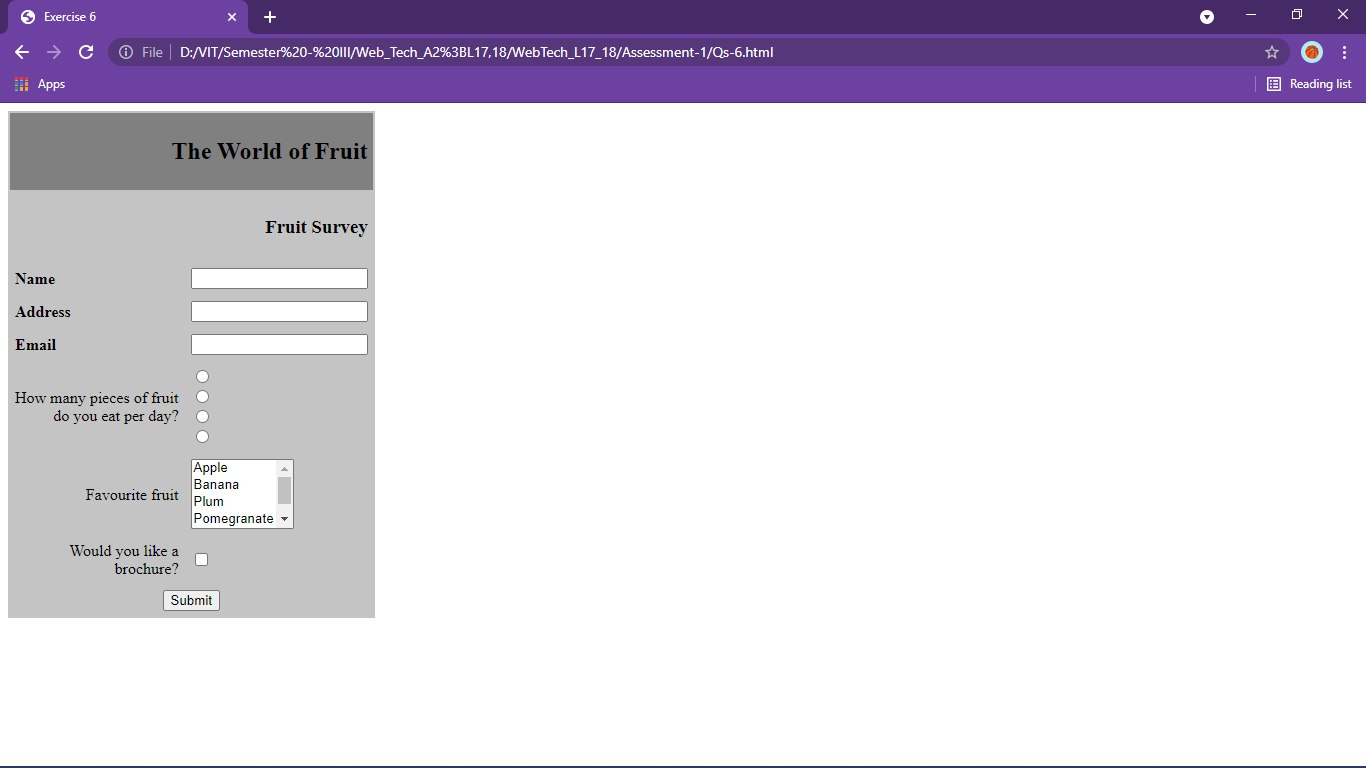 Exercise 6
File
D:/VIT/Semester%20-%20III/Web_Tech_A2%3BL17,18/WebTech_L17_18/Assessment-1/Qs-6.html
Apps
Reading list
The World of Fruit
Fruit Survey
Name
Address
Email
How many pieces of fruit
do you eat per day?
Favourite fruit
Apple
Banana
Plum
Pomegranate
Would you like a
brochure?
Submit